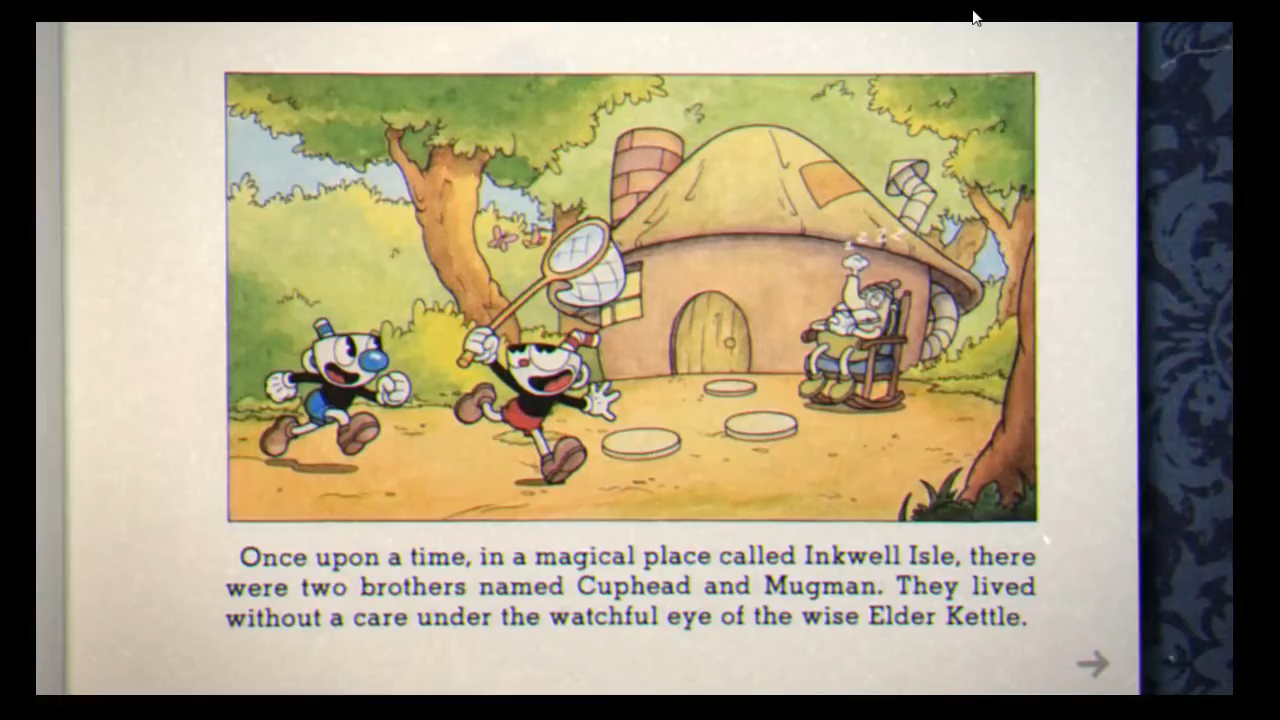 z z z z
Once upon a time, in a magical place called Inkwell Isle, there
were two brothers named Cuphead and Mugman. They lived
without a care under the watchful eye of the wise Elder Kettle.